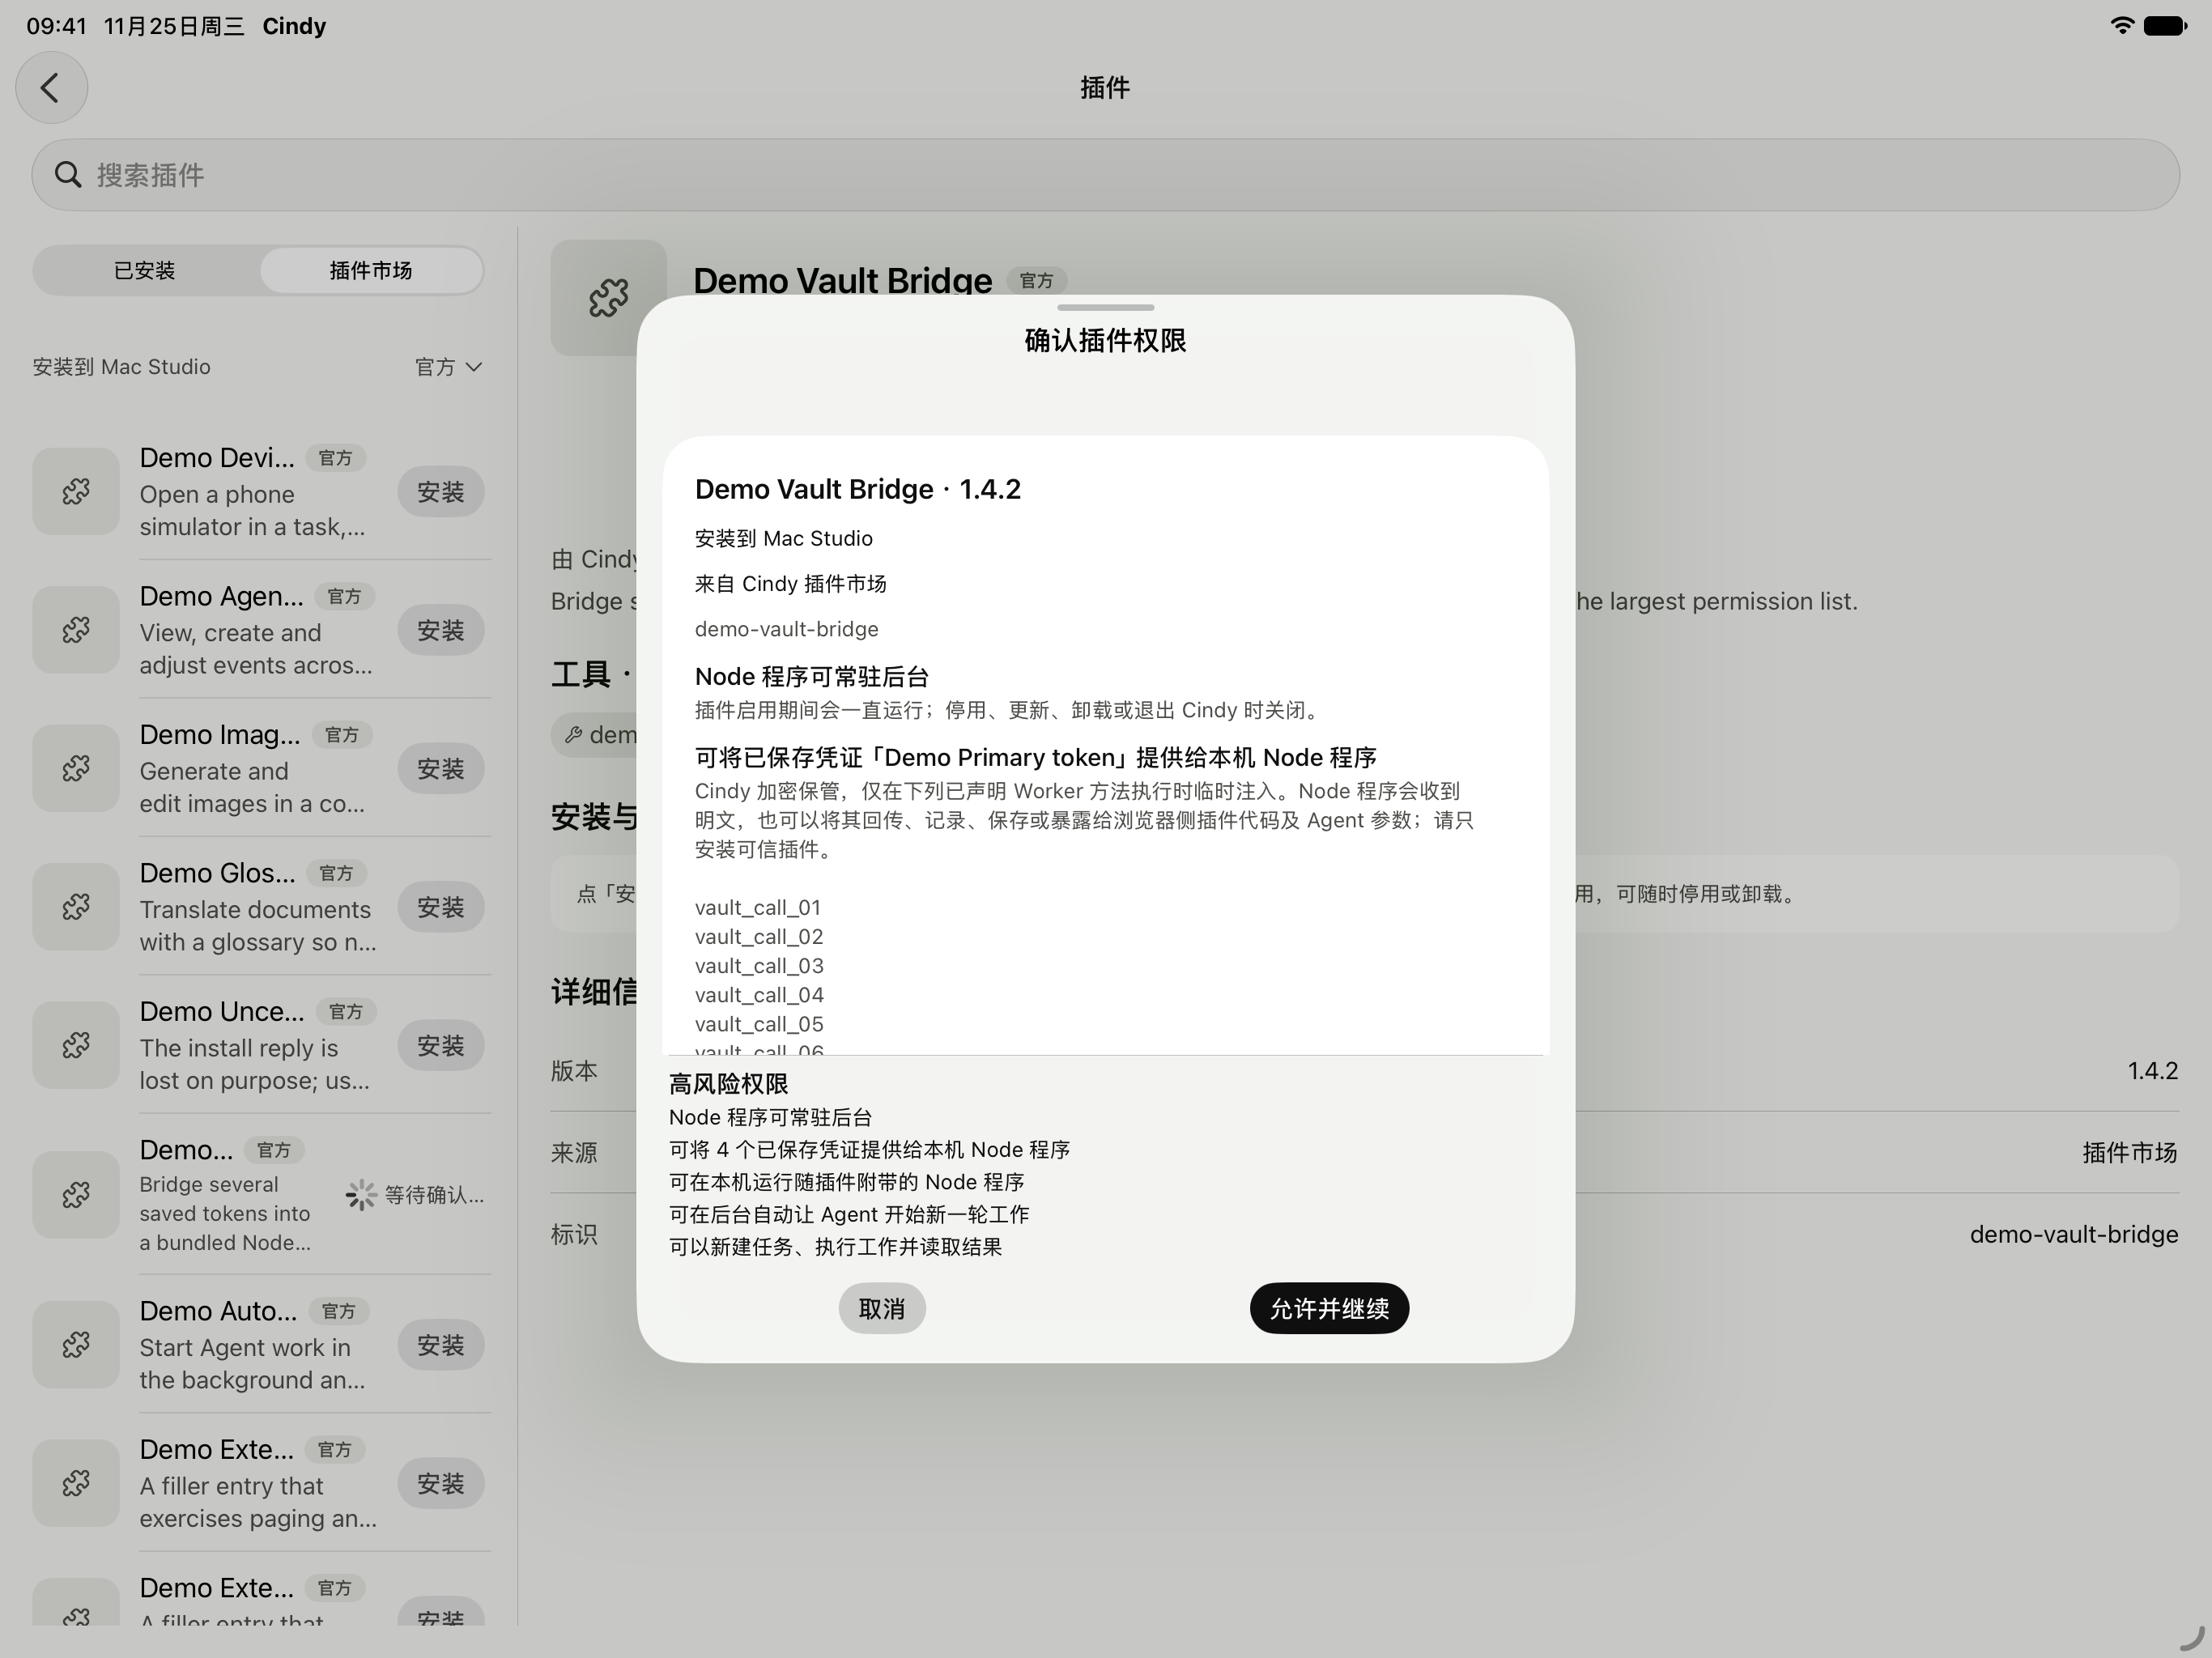 09:41 11月25日周三 Cindy
插件
搜索插件
已安装
插件市场
安装到 Mac Studio
官方
Demo Devi...
官方
Open a phone
simulator in a task,...
安装
Demo Agen...
官方
View, create and
adjust events acros...
安装
Demo Imag...
官方
Generate and
edit images in a co...
安装
Demo Glos...
官方
Translate documents
with a glossary so n...
安装
Demo Unce...
官方
The install reply is
lost on purpose; us...
安装
Demo...
官方
Bridge several
saved tokens into
a bundled Node...
等待确认...
Demo Auto...
官方
Start Agent work in
the background an...
安装
Demo Exte...
官方
A filler entry that
exercises paging an...
安装
Demo Exte...
官方
A filler entry that
安装
Demo Vault Bridge
官方
由 Cindy
Bridge
he largest permission list.
工具 ·
dem
安装与
点「安
用，可随时停用或卸载。
详细信
版本
1.4.2
来源
插件市场
标识
demo-vault-bridge
确认插件权限
Demo Vault Bridge · 1.4.2
安装到 Mac Studio
来自 Cindy 插件市场
demo-vault-bridge
Node 程序可常驻后台
插件启用期间会一直运行；停用、更新、卸载或退出 Cindy 时关闭。
可将已保存凭证「Demo Primary token」提供给本机 Node 程序
Cindy 加密保管，仅在下列已声明 Worker 方法执行时临时注入。Node 程序会收到
明文，也可以将其回传、记录、保存或暴露给浏览器侧插件代码及 Agent 参数；请只
安装可信插件。
vault_call_01
vault_call_02
vault_call_03
vault_call_04
vault_call_05
vault_call_06
高风险权限
Node 程序可常驻后台
可将 4 个已保存凭证提供给本机 Node 程序
可在本机运行随插件附带的 Node 程序
可在后台自动让 Agent 开始新一轮工作
可以新建任务、执行工作并读取结果
取消
允许并继续